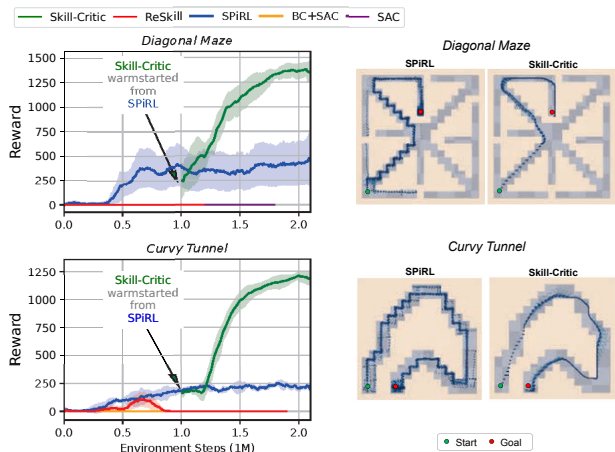 Skill-Critic ReSkill SPiRL BC+SAC SAC
Diagonal Maze
Reward
1500
1250
1000
750
500
250
0
Skill-Critic
warmstarted
from
SPiRL
0.0 0.5 1.0 1.5 2.0
Diagonal Maze
SPiRL Skill-Critic
Curvy Tunnel
Reward
1250
1000
750
500
250
0
Skill-Critic
warmstarted
from
SPiRL
0.0 0.5 1.0 1.5 2.0
Environment Steps (1M)
Curvy Tunnel
SPiRL Skill-Critic
Start Goal